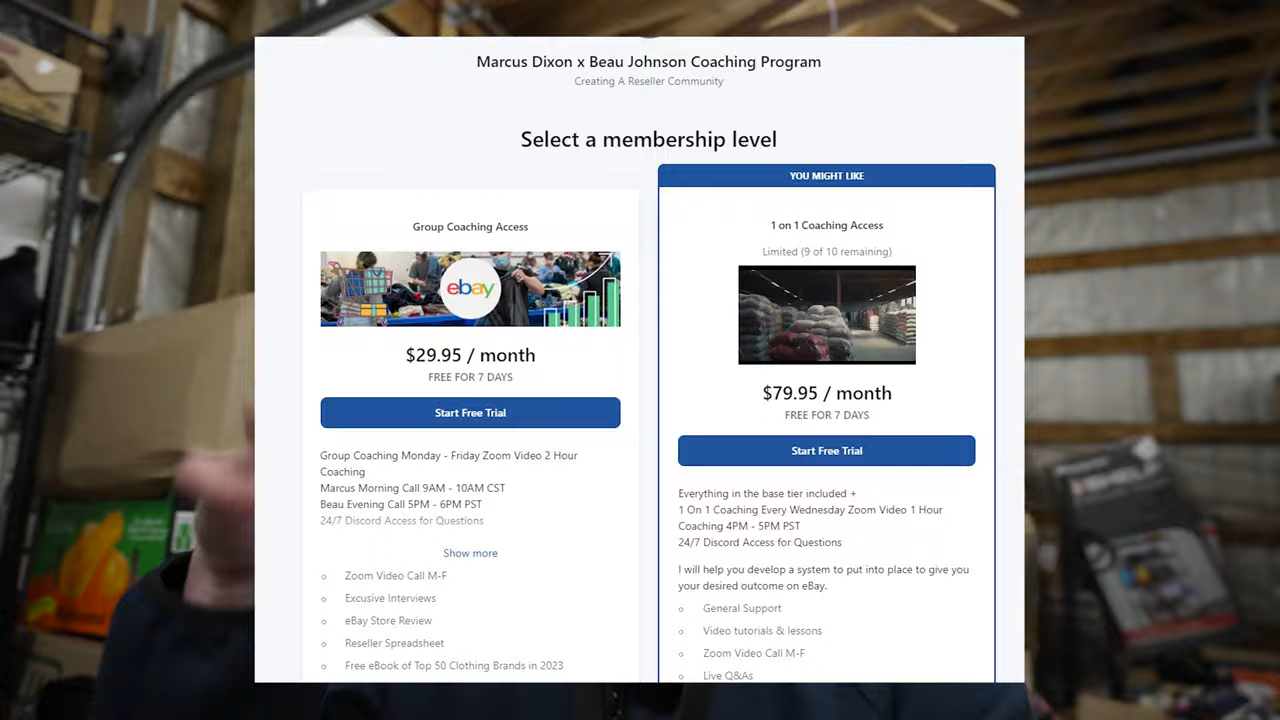 Marcus Dixon x Beau Johnson Coaching Program
Creating A Reseller Community
Select a membership level
Group Coaching Access
ebay
$29.95 / month
FREE FOR 7 DAYS
Start Free Trial
Group Coaching Monday - Friday Zoom Video 2 Hour
Coaching
Marcus Morning Call 9AM - 10AM CST
Beau Evening Call 5PM - 6PM PST
24/7 Discord Access for Questions
Show more
Zoom Video Call M-F
Excusive Interviews
eBay Store Review
Reseller Spreadsheet
Free eBook of Top 50 Clothing Brands in 2023
YOU MIGHT LIKE
1 on 1 Coaching Access
Limited (9 of 10 remaining)
$79.95 / month
FREE FOR 7 DAYS
Start Free Trial
Everything in the base tier included +
1 On 1 Coaching Every Wednesday Zoom Video 1 Hour
Coaching 4PM - 5PM PST
24/7 Discord Access for Questions
I will help you develop a system to put into place to give you
your desired outcome on eBay.
General Support
Video tutorials & lessons
Zoom Video Call M-F
Live Q&As